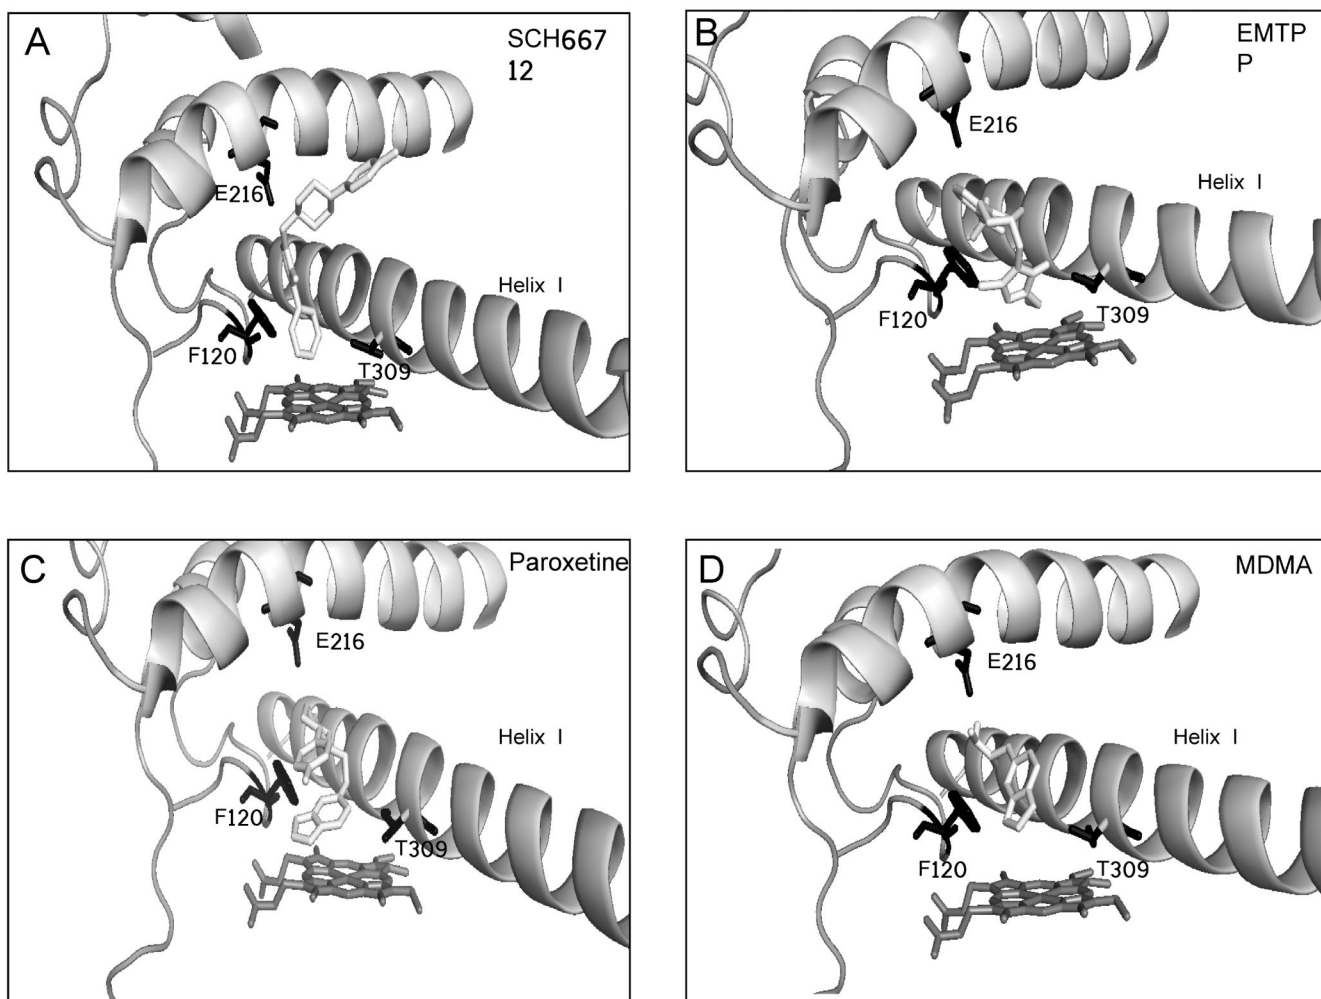 A
SCH667
12
E216
Helix I
F120
T309
B
EMTP
P
E216
Helix I
F120
T309
C
Paroxetine
E216
Helix I
F120
T309
D
MDMA
E216
Helix I
F120
T309